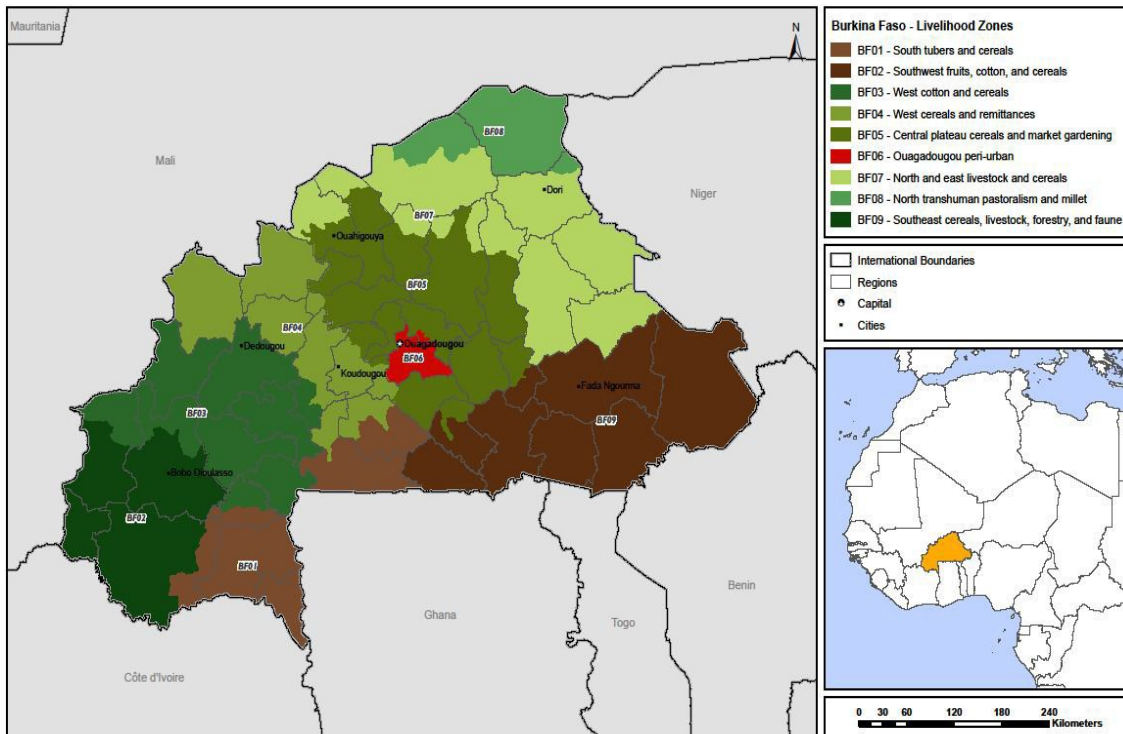 Mauritania
N
Mali
BF08
Niger
Dori
BF07
Ouahigouya
BF05
BF04
Dedougou
Ouagadougou
BF06
Koudougou
Fada Ngourma
BF03
BF09
Bobo Dioulasso
BF02
BF01
Benin
Ghana
Togo
Côte d'Ivoire
Burkina Faso - Livelihood Zones
BF01 - South tubers and cereals
BF02 - Southwest fruits, cotton, and cereals
BF03 - West cotton and cereals
BF04 - West cereals and remittances
BF05 - Central plateau cereals and market gardening
BF06 - Ouagadougou peri-urban
BF07 - North and east livestock and cereals
BF08 - North transhuman pastoralism and millet
BF09 - Southeast cereals, livestock, forestry, and faune
International Boundaries
Regions
Capital
Cities
0 30 60 120 180 240
Kilometers